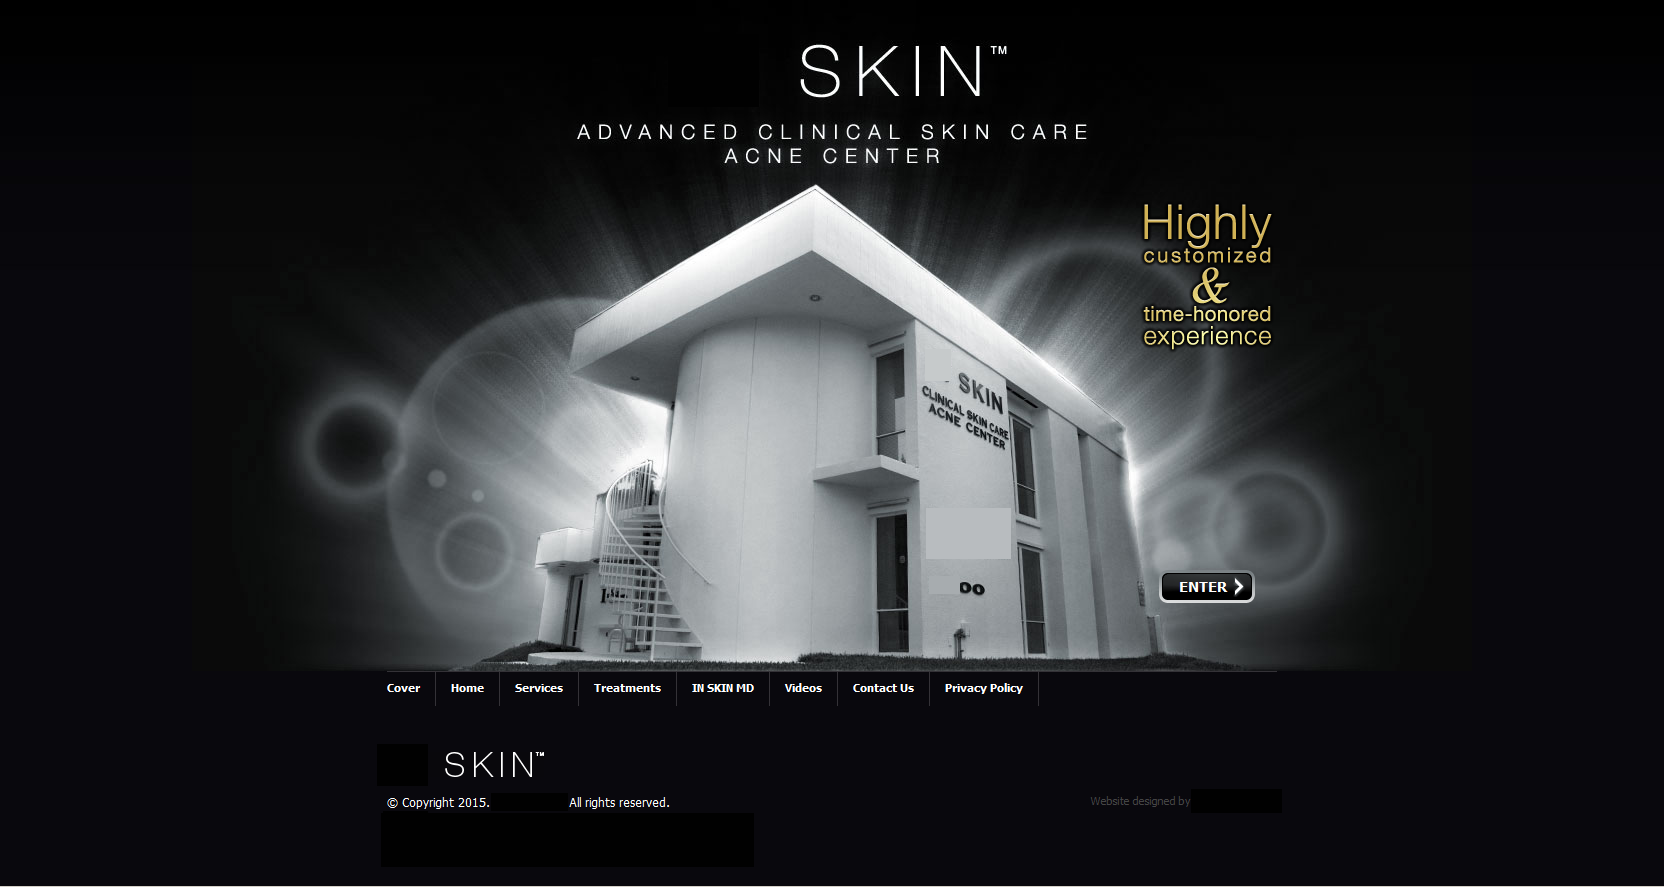 SKIN™
ADVANCED CLINICAL SKIN CARE
ACNE CENTER
Highly
customized
&
time-honored
experience
SKIN
CLINICAL SKIN CARE
ACNE CENTER
DO
ENTER
Cover Home Services Treatments IN SKIN MD Videos Contact Us Privacy Policy
SKIN™
© Copyright 2015. All rights reserved.
Website designed by